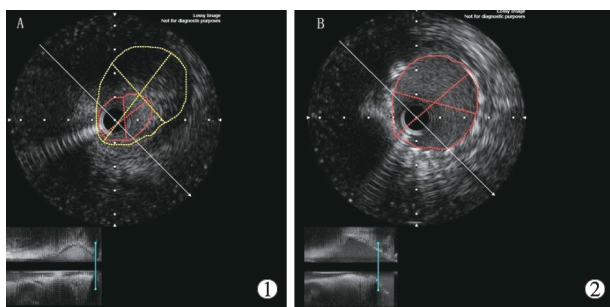 A
Lossy Image
Not for diagnostic purposes
1
B
Lossy Image
Not for diagnostic purposes
2